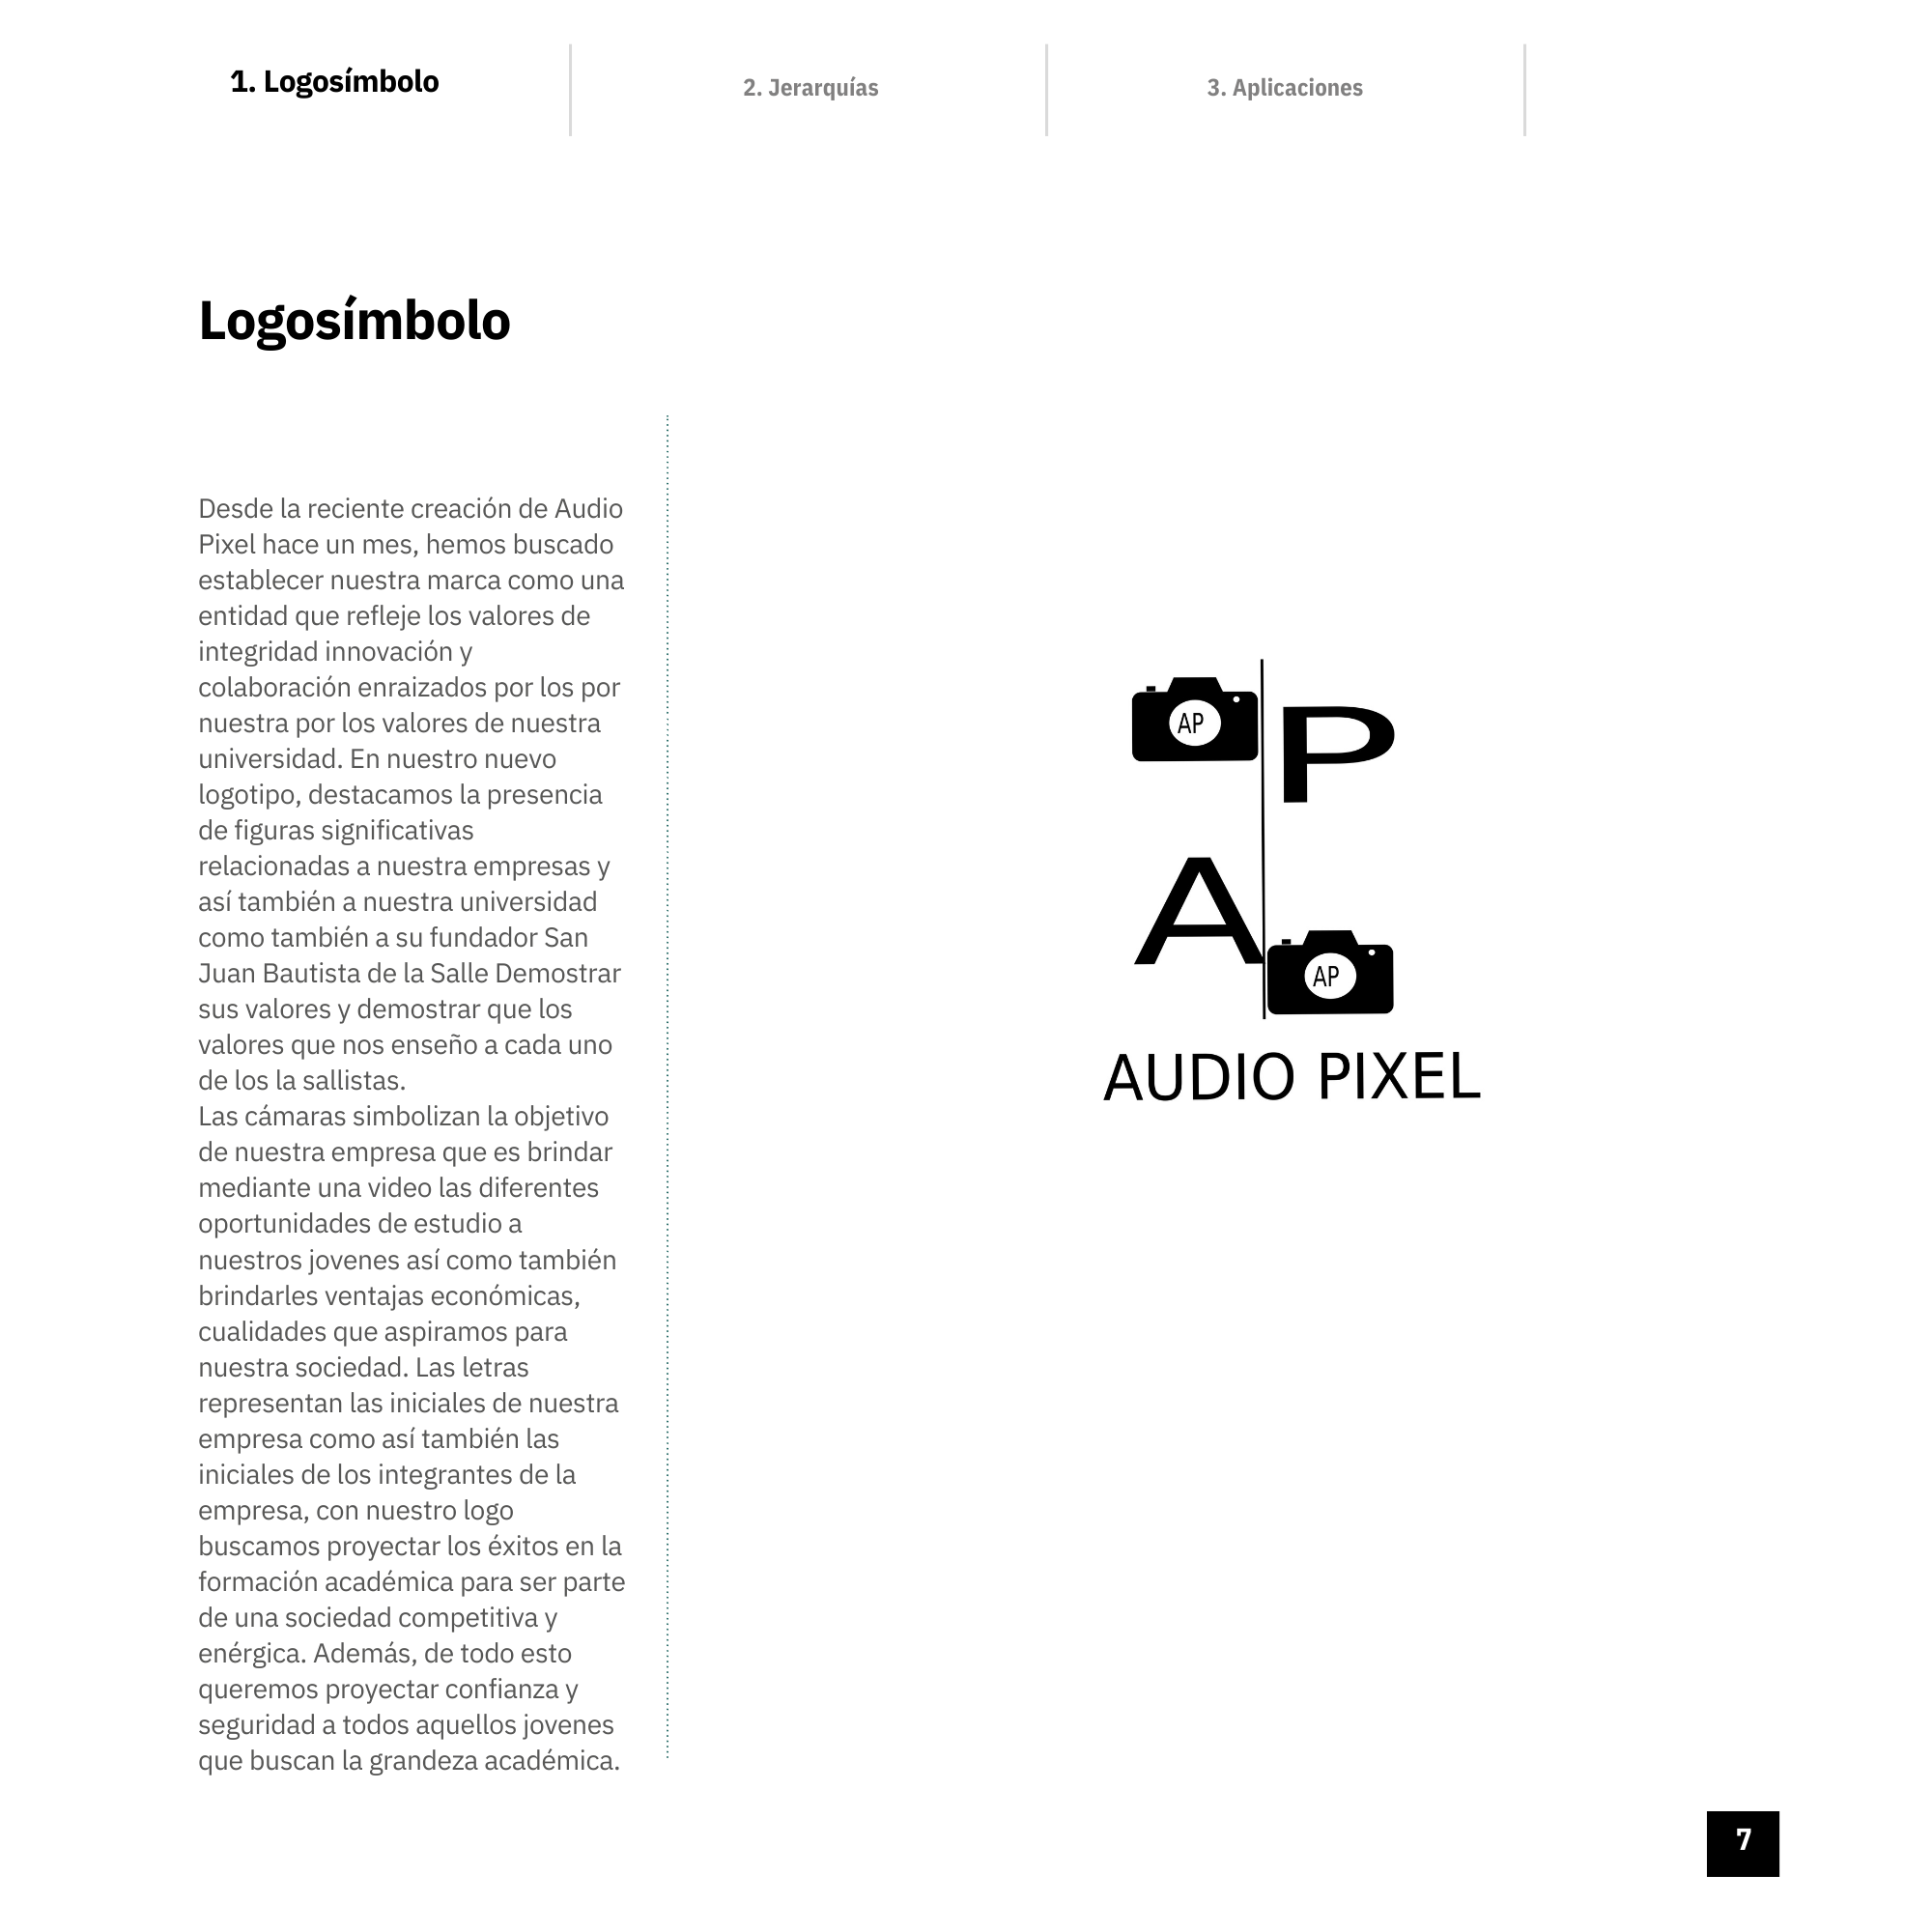 1. Logosímbolo
2. Jerarquías
3. Aplicaciones
Logosímbolo
Desde la reciente creación de Audio
Pixel hace un mes, hemos buscado
establecer nuestra marca como una
entidad que refleje los valores de
integridad innovación y
colaboración enraizados por los por
nuestra por los valores de nuestra
universidad. En nuestro nuevo
logotipo, destacamos la presencia
de figuras significativas
relacionadas a nuestra empresas y
así también a nuestra universidad
como también a su fundador San
Juan Bautista de la Salle Demostrar
sus valores y demostrar que los
valores que nos enseño a cada uno
de los la sallistas.
Las cámaras simbolizan la objetivo
de nuestra empresa que es brindar
mediante una video las diferentes
oportunidades de estudio a
nuestros jovenes así como también
brindarles ventajas económicas,
cualidades que aspiramos para
nuestra sociedad. Las letras
representan las iniciales de nuestra
empresa como así también las
iniciales de los integrantes de la
empresa, con nuestro logo
buscamos proyectar los éxitos en la
formación académica para ser parte
de una sociedad competitiva y
enérgica. Además, de todo esto
queremos proyectar confianza y
seguridad a todos aquellos jovenes
que buscan la grandeza académica.
AP
P
A
AP
AUDIO PIXEL
7